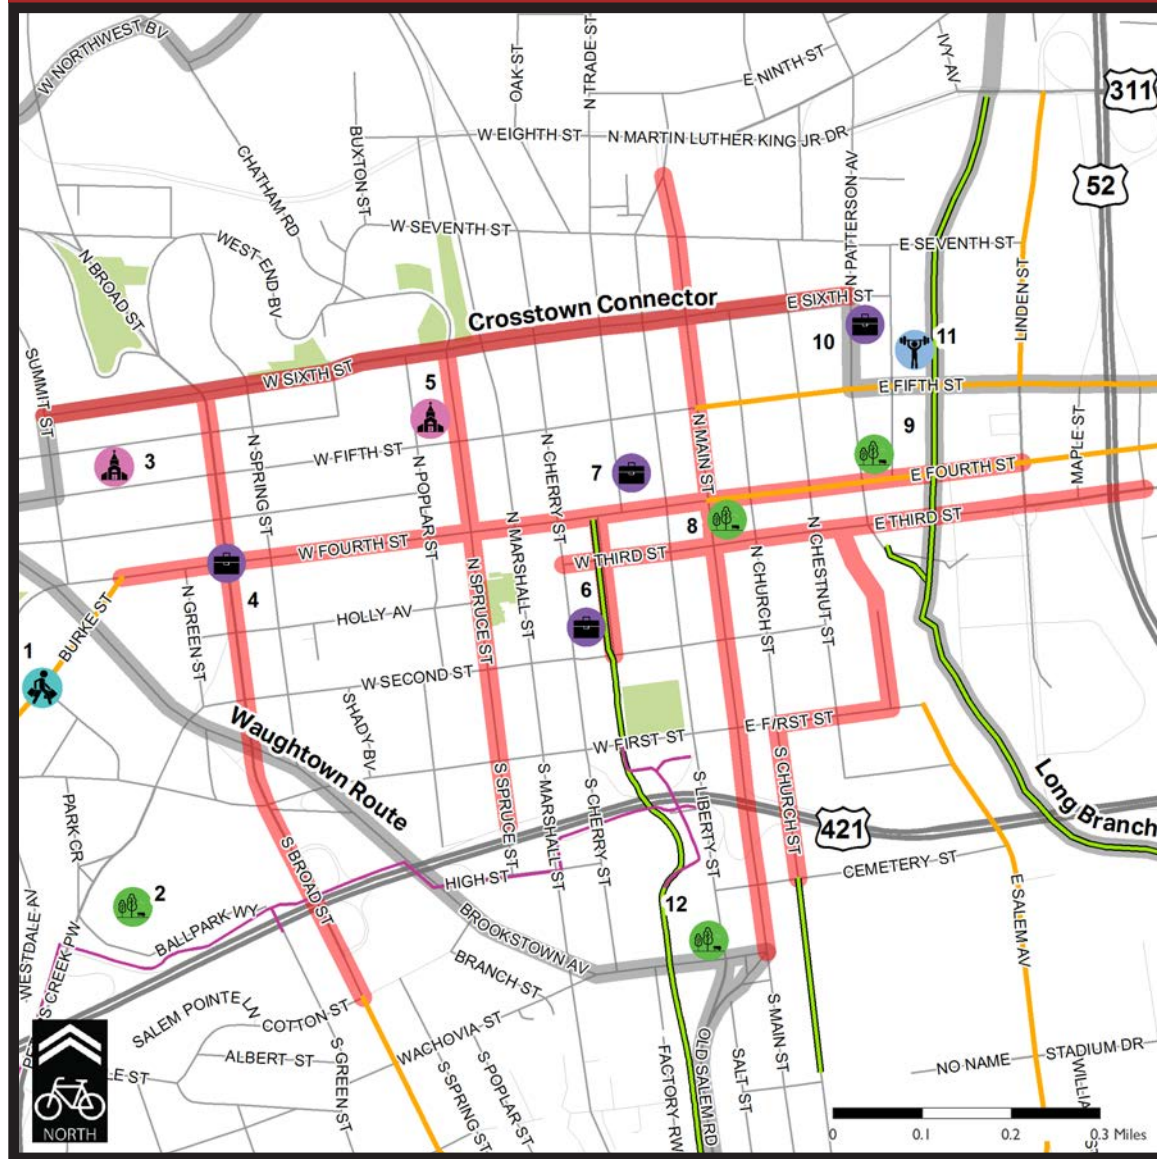 W NORTHWEST BV
OAK ST
N TRADE ST
E NINTH ST
IVY AV
311
BUXTON ST
W EIGHTH ST
N MARTIN LUTHER KING JR DR
52
CHATHAM RD
N PATTERSON AV
W SEVENTH ST
E SEVENTH ST
WEST END BV
N BROAD ST
LINDEN ST
Crosstown Connector
E SIXTH ST
10
11
SUMMIT ST
W SIXTH ST
5
E FIFTH ST
MAPLE ST
N MAIN ST
9
3
N SPRING ST
W FIFTH ST
N POPLAR ST
N CHERRY ST
7
E FOURTH ST
8
N MARSHALL ST
E THIRD ST
W FOURTH ST
W THIRD ST
N CHURCH ST
N CHESTNUT ST
N SPRUCE ST
6
4
N GREEN ST
HOLLY AV
1
BURKE ST
W SECOND ST
SHADY BV
Waughtown Route
E FIRST ST
W FIRST ST
S CHURCH ST
S SPRUCE ST
S MARSHALL ST
S CHERRY ST
S LIBERTY ST
Long Branch
PARK CR
421
CEMETERY ST
S BROAD ST
HIGH ST
2
12
E SALEM AV
WESTDALE AV
BALLPARK WY
BROOKSTOWN AV
S CREEK PW
BRANCH ST
SALEM POINTE LN
COTTON ST
WACHOVIA ST
ALBERT ST
S GREEN ST
S SPRING ST
S POPLAR ST
FACTORY RW
OLD SALEM RD
SALT ST
S MAIN ST
NO NAME
STADIUM DR
LE ST
NORTH
0 0.1 0.2 0.3 Miles